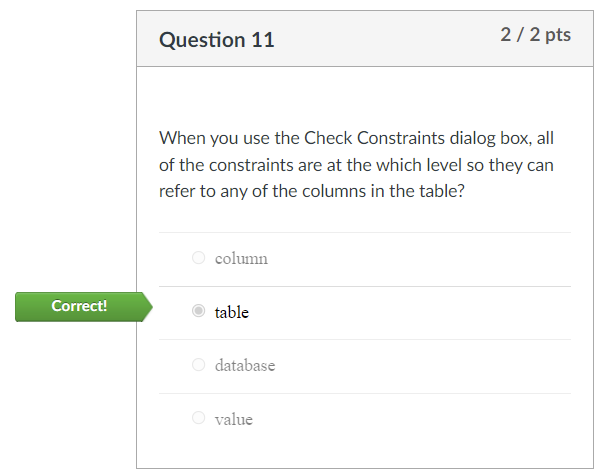 Question 11
2 / 2 pts
When you use the Check Constraints dialog box, all
of the constraints are at the which level so they can
refer to any of the columns in the table?
column
Correct!
table
database
value